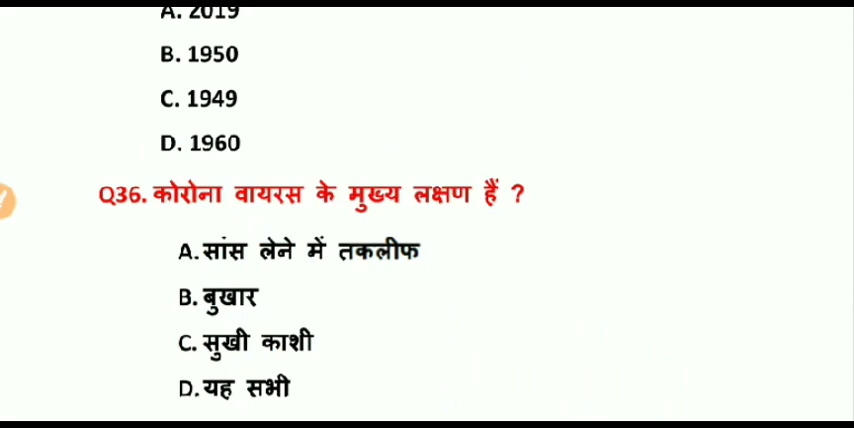 A. 2019
B. 1950
C. 1949
D. 1960
Q36. कोरोना वायरस के मुख्य लक्षण हैं ?
A. सांस लेने में तकलीफ
B. बुखार
C. सुखी काशी
D. यह सभी